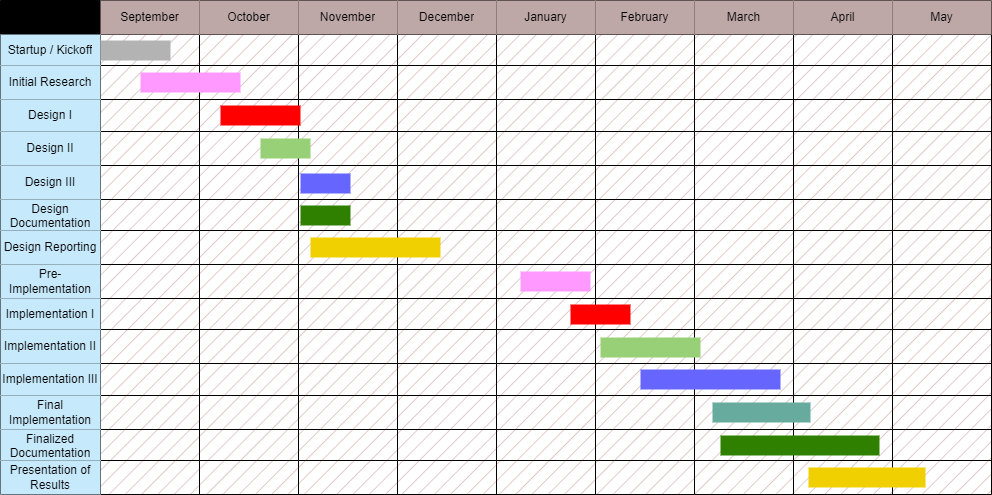 September October November December January February March April May
Startup / Kickoff
Initial Research
Design I
Design II
Design III
Design
Documentation
Design Reporting
Pre-
Implementation
Implementation I
Implementation II
Implementation III
Final
Implementation
Finalized
Documentation
Presentation of
Results